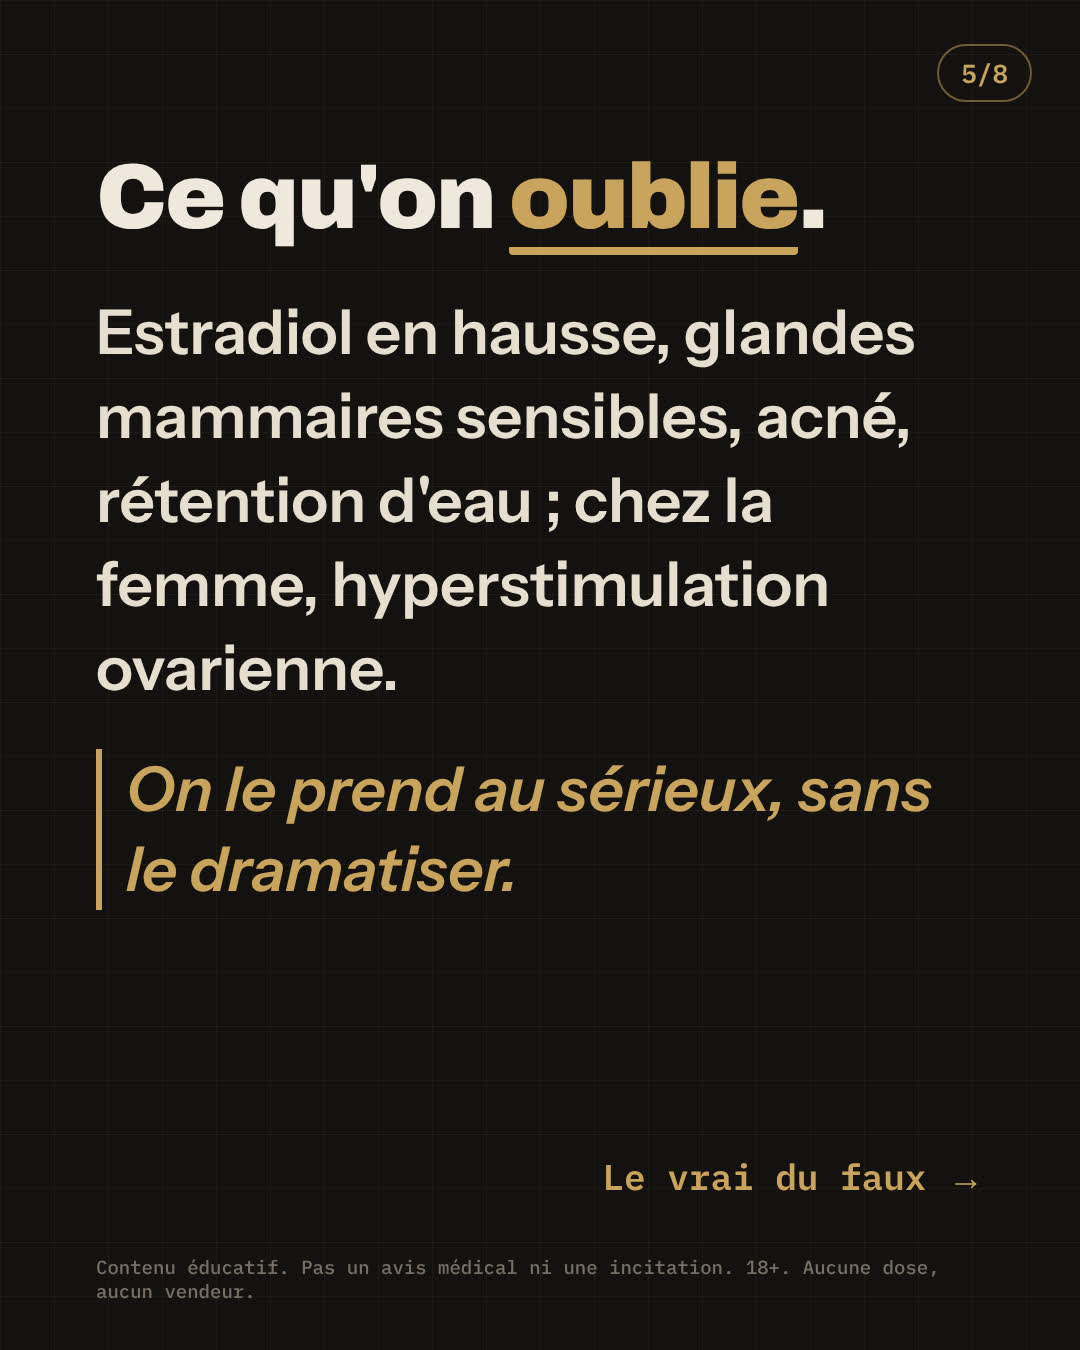 5/8
Ce qu'on oublie.
Estradiol en hausse, glandes
mammaires sensibles, acné,
rétention d'eau ; chez la
femme, hyperstimulation
ovarienne.
On le prend au sérieux, sans
le dramatiser.
Le vrai du faux →
Contenu éducatif. Pas un avis médical ni une incitation. 18+. Aucune dose,
aucun vendeur.